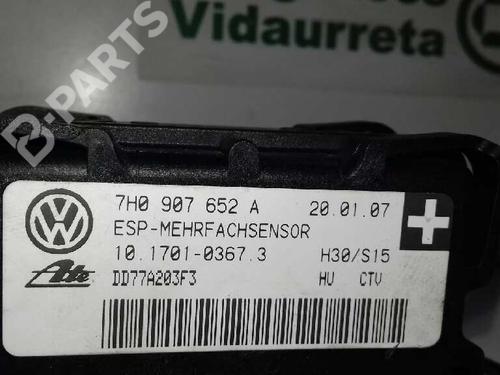 Vidaurreta
B-PARTS
7H0 907 652 A 20.01.07
ESP-MEHRFACHSENSOR
10.1701-0367.3 H30/S15
DD77A203F3 HU CTV
VW
Ate